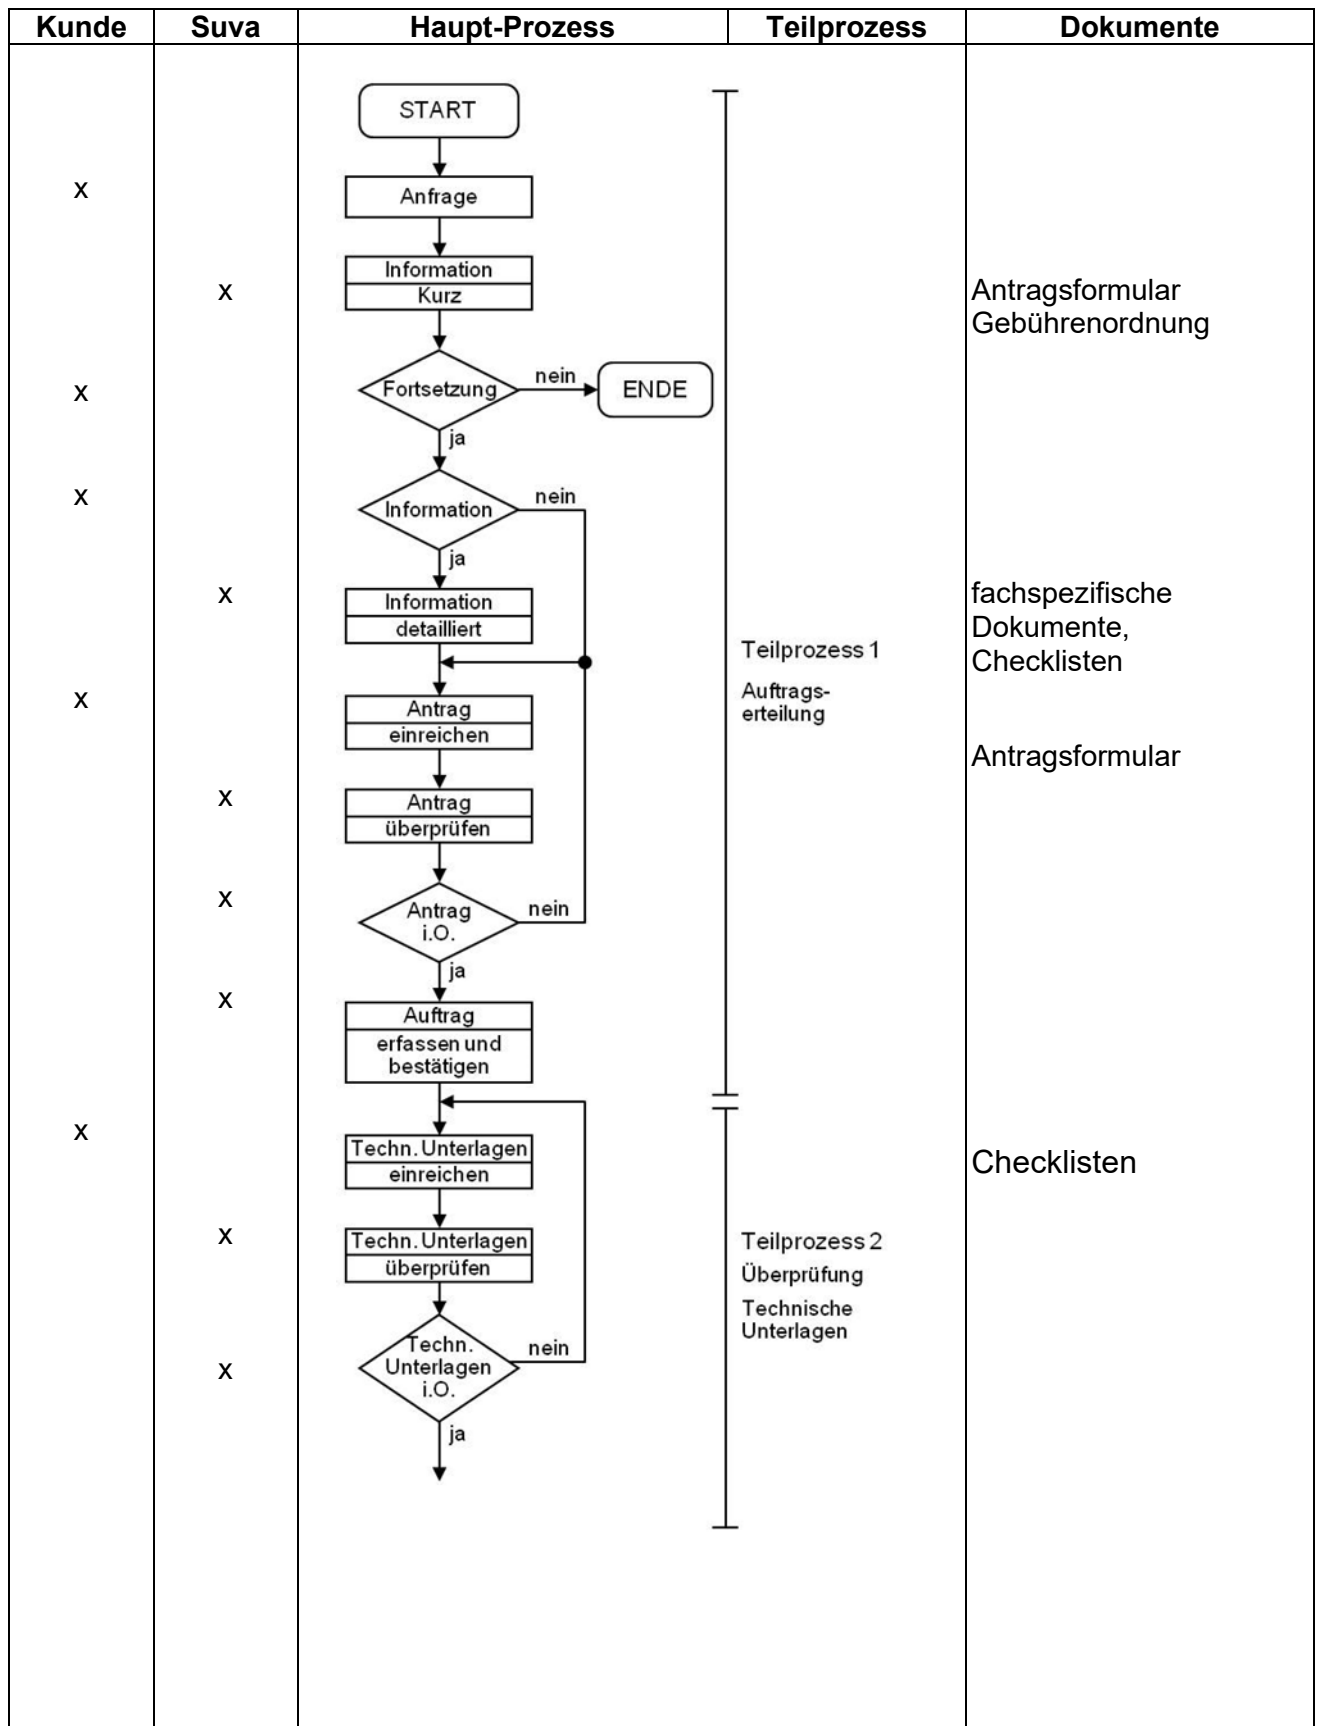 Kunde Suva Haupt-Prozess Teilprozess Dokumente
START
x Anfrage
Information
x Kurz Antragsformular
Gebührenordnung
x Fortsetzung nein ENDE
ja
x Information nein
ja
x Information fachspezifische
detailliert Dokumente,
Checklisten
Teilprozess 1
Auftrags-
erteilung
x Antrag
einreichen
Antragsformular
x Antrag
überprüfen
x Antrag nein
i.O.
ja
x Auftrag
erfassen und
bestätigen
x Techn. Unterlagen
einreichen Checklisten
x Techn. Unterlagen
überprüfen
Teilprozess 2
Überprüfung
Technische
Unterlagen
Techn. nein
x Unterlagen
i.O.
ja